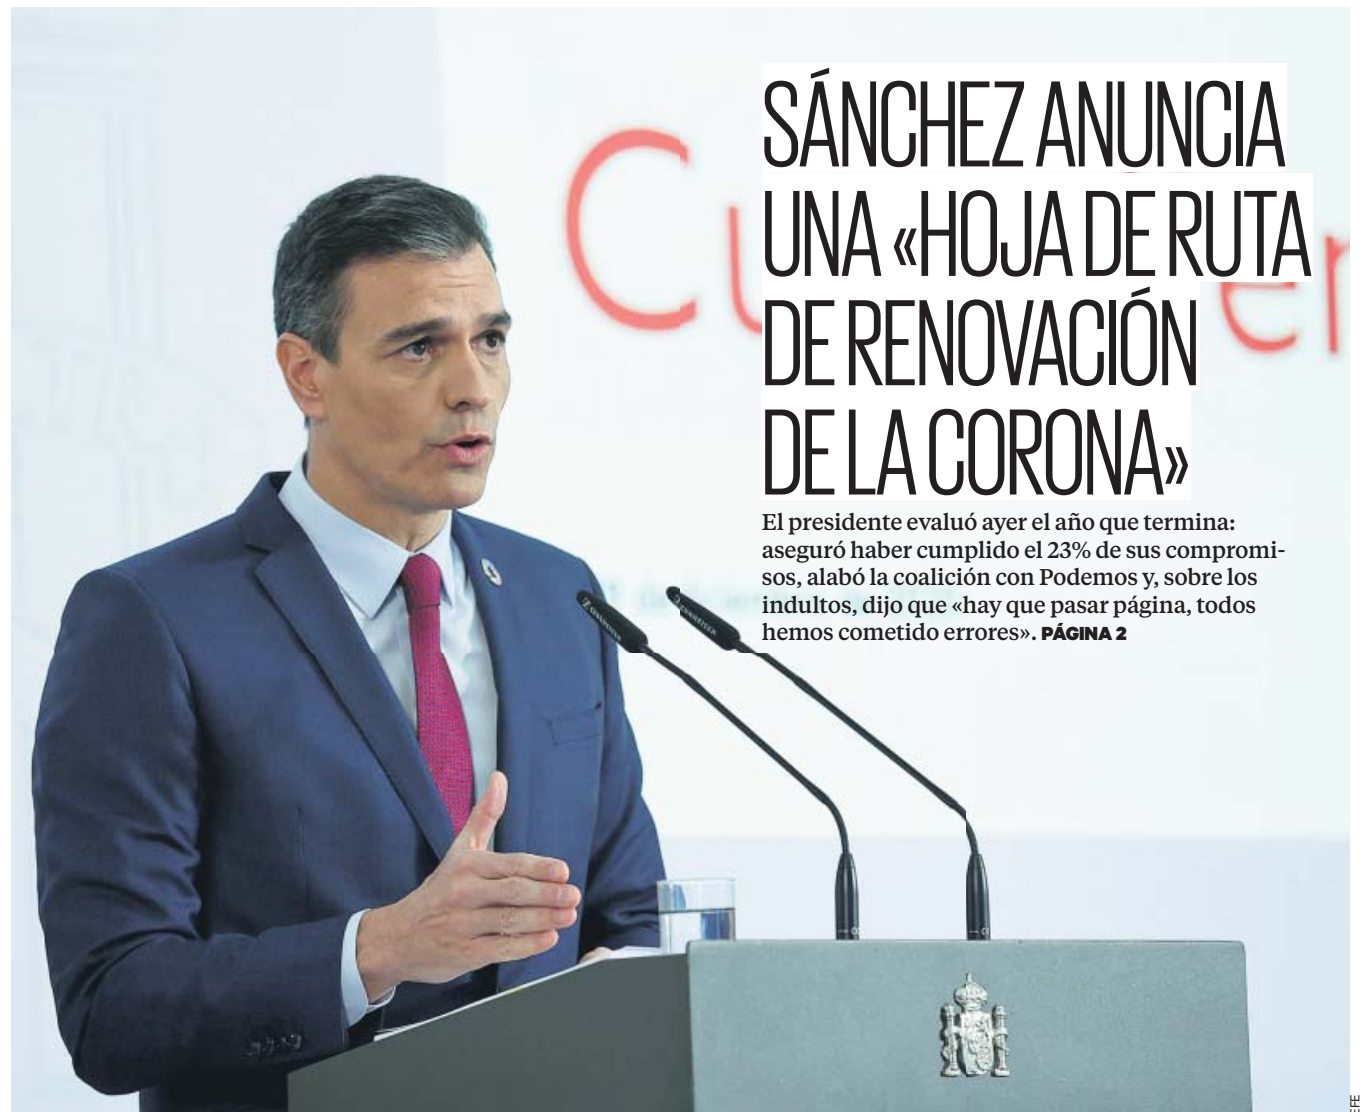 SÁNCHEZ ANUNCIA
UNA «HOJA DE RUTA
DE RENOVACIÓN
DE LA CORONA»
El presidente evaluó ayer el año que termina:
aseguró haber cumplido el 23% de sus compromi-
sos, alabó la coalición con Podemos y, sobre los
indultos, dijo que «hay que pasar página, todos
hemos cometido errores». PÁGINA 2
SENNHEISER
EFE